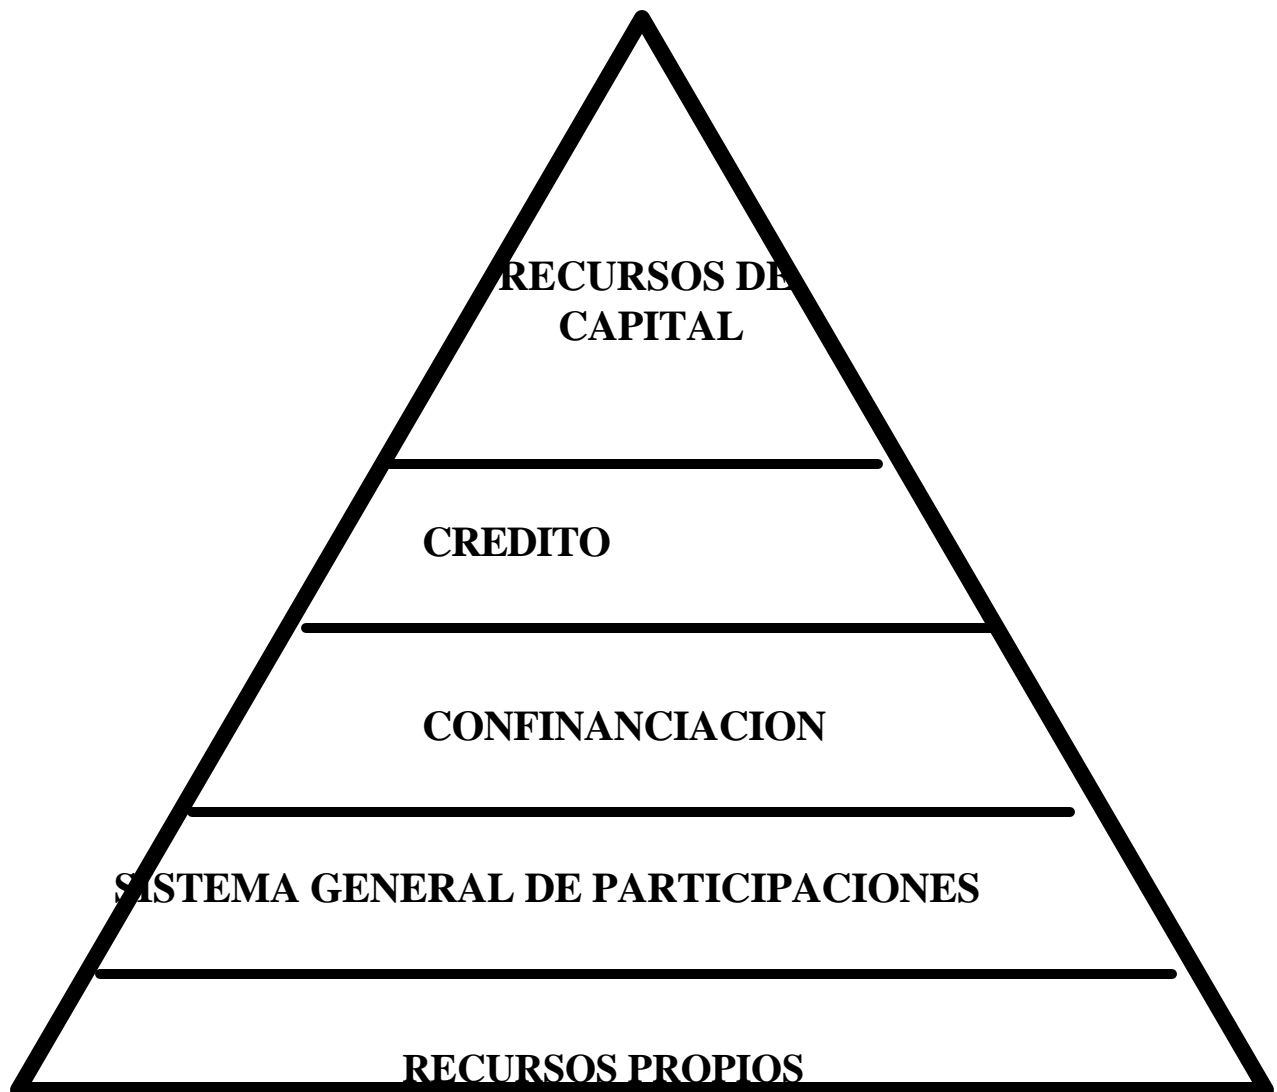 RECURSOS DE
CAPITAL
CREDITO
CONFINANCIACION
SISTEMA GENERAL DE PARTICIPACIONES
RECURSOS PROPIOS